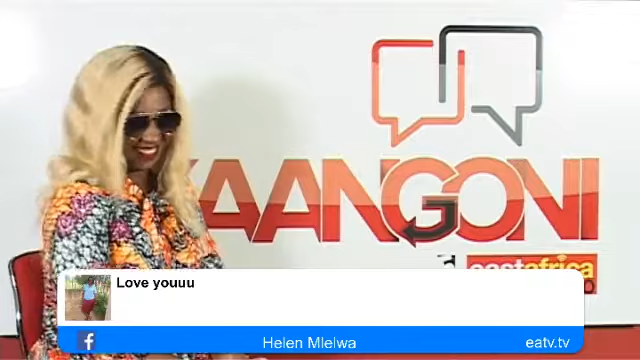 KAANGONI
eastafrica
Love youuu
f
Helen Mlelwa
eatv.tv